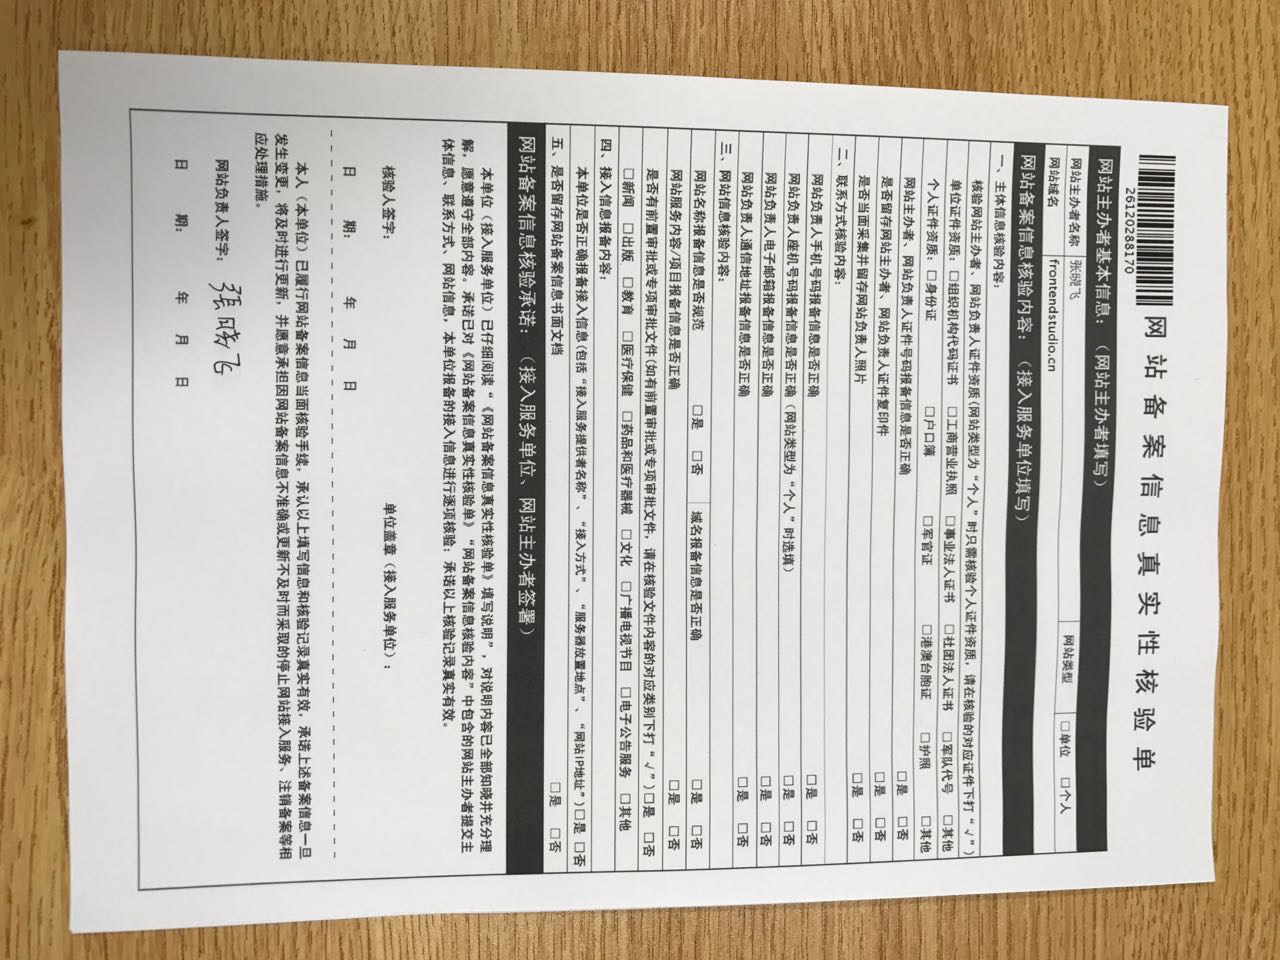 网站备案信息真实性核验单
26120288170
网站主办者基本信息：（网站主办者填写）
网站主办者名称 张晓飞 网站类型 □单位 □个人
网站域名 frontendstudio.cn
网站备案信息核验内容：（接入服务单位填写）
一、主体信息核验内容：
核验网站主办者、网站负责人证件资质(网站类型为“个人”时只需核验个人证件资质，请在核验的对应证件下打“√”)
单位证件资质：□组织机构代码证书 □工商营业执照 □事业法人证书 □社团法人证书 □军队代号 □其他
个人证件资质：□身份证 □户口簿 □军官证 □港澳台胞证 □护照 □其他
网站主办者、网站负责人证件号码报备信息是否正确 □是 □否
是否留存网站主办者、网站负责人证件复印件 □是 □否
是否当面采集并留存网站负责人照片 □是 □否
二、联系方式核验内容：
网站负责人手机号码报备信息是否正确 □是 □否
网站负责人座机号码报备信息是否正确（网站类型为“个人”时选填） □是 □否
网站负责人电子邮箱报备信息是否正确 □是 □否
网站负责人通信地址报备信息是否正确 □是 □否
三、网站信息核验内容：
网站名称报备信息是否规范 □是 □否 域名报备信息是否正确 □是 □否
网站服务内容/项目报备信息是否正确 □是 □否
是否有前置审批或专项审批文件(如有前置审批或专项审批文件，请在核验文件内容的对应类别下打“√”) □是 □否
□新闻 □出版 □教育 □医疗保健 □药品和医疗器械 □文化 □广播电视节目 □电子公告服务 □其他
四、接入信息报备内容：
本单位是否正确报备接入信息(包括“接入服务提供者名称”、“接入方式”、“服务器放置地点”、“网站IP地址”) □是 □否
五、是否留存网站备案信息书面文档 □是 □否
网站备案信息核验承诺：（接入服务单位、网站主办者签署）
本单位（接入服务单位）已仔细阅读“《网站备案信息真实性核验单》填写说明”，对说明内容已全部知晓并充分理
解，愿意遵守全部内容。承诺已对《网站备案信息真实性核验单》“网站备案信息核验内容”中包含的网站主办者提交主
体信息、联系方式、网站信息，本单位报备的接入信息进行逐项核验；承诺以上核验记录真实有效。
核验人签字： 单位盖章（接入服务单位）：
日 期： 年 月 日
本人（本单位）已履行网站备案信息当面核验手续，承认以上填写信息和核验记录真实有效，承诺上述备案信息一旦
发生变更，将及时进行更新，并愿意承担因网站备案信息不准确或更新不及时而采取的停止网站接入服务、注销备案等相
应处理措施。
网站负责人签字： 張晓飞
日 期： 年 月 日